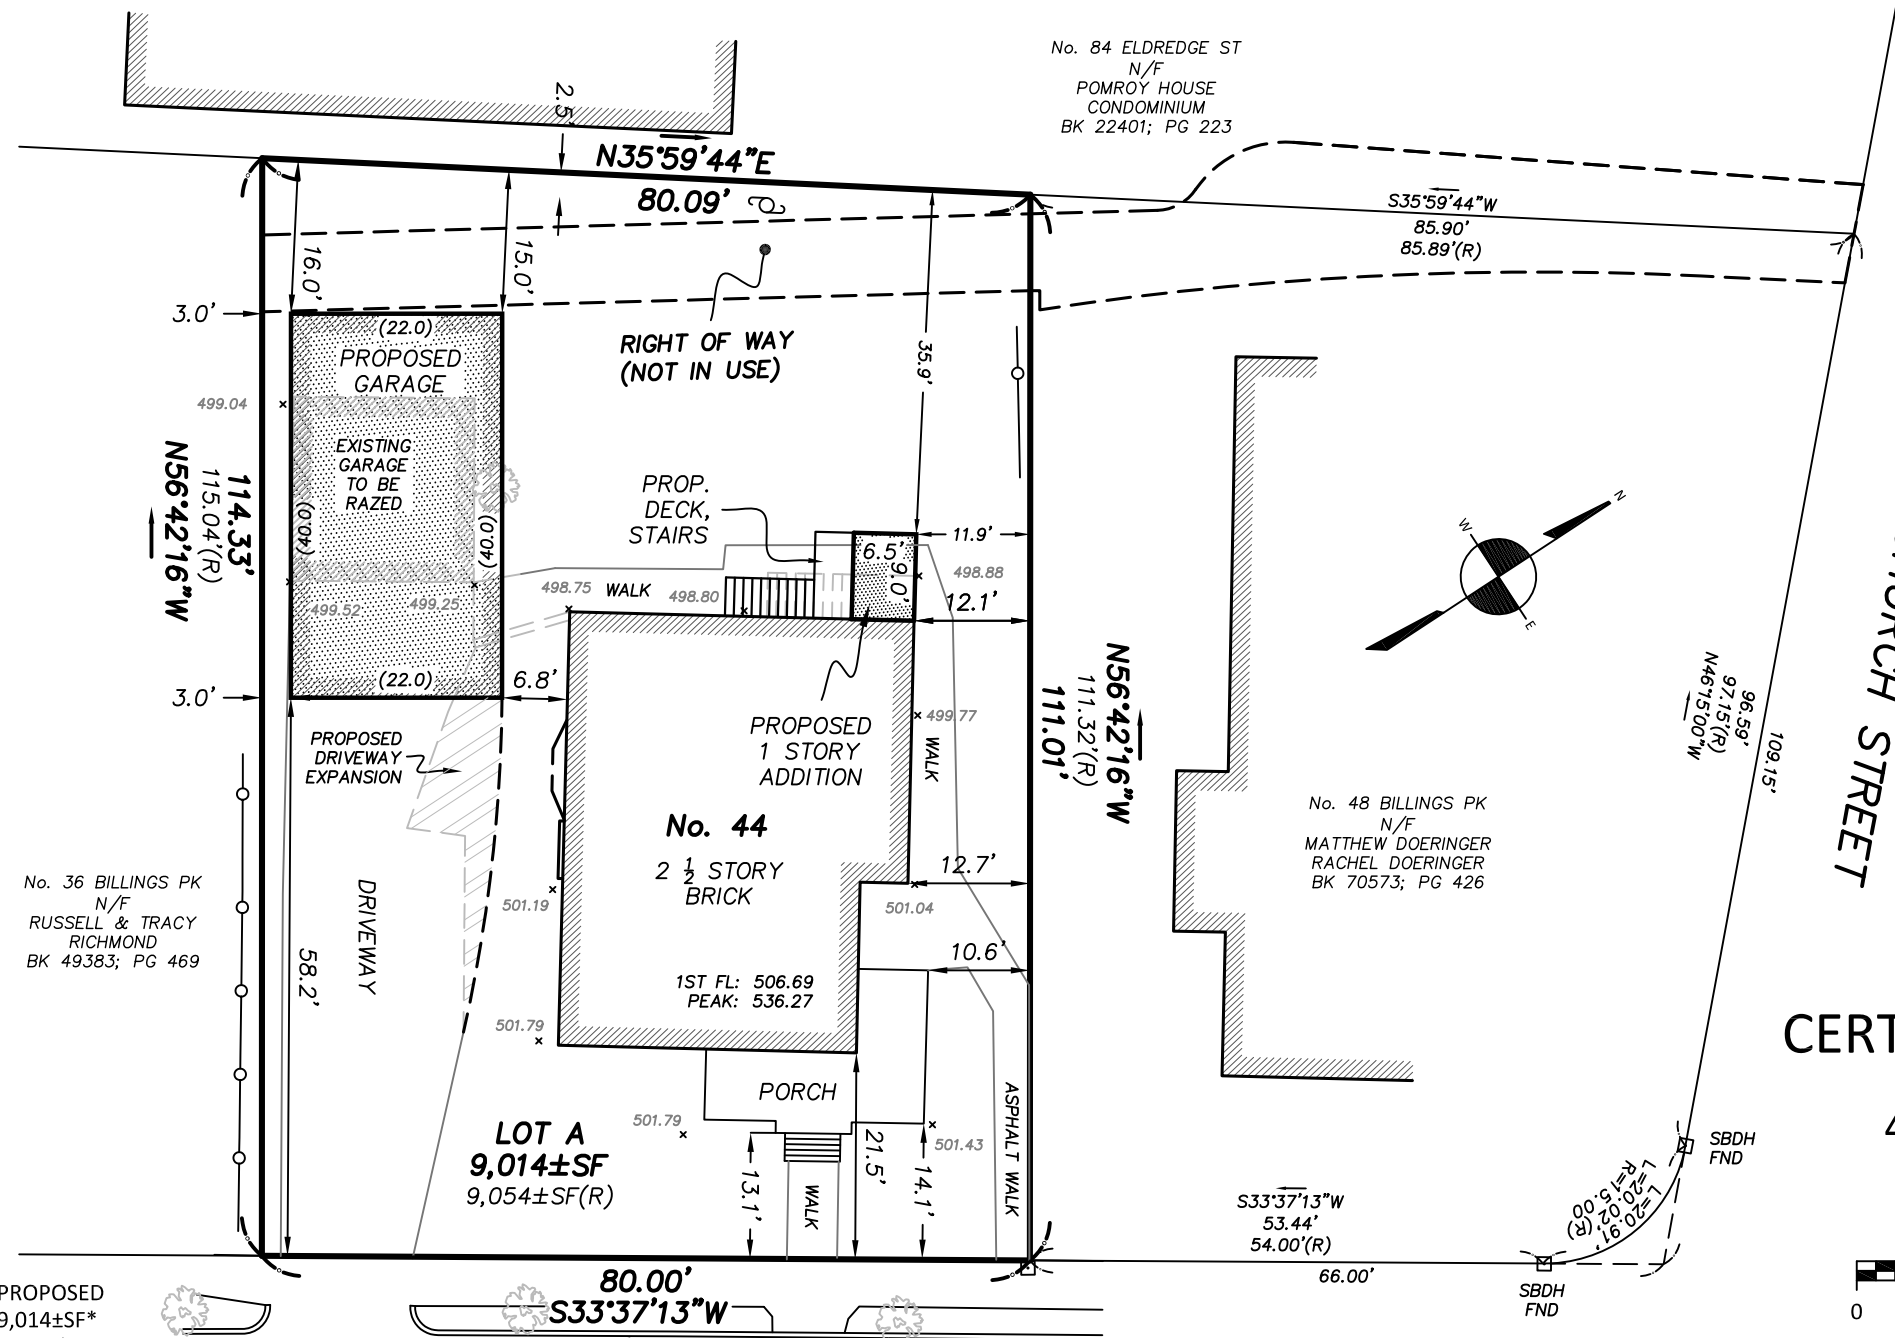 No. 84 ELDREDGE ST
N/F
POMROY HOUSE
CONDOMINIUM
BK 22401; PG 223
2.5'
N35°59'44"E
80.09'
S35°59'44"W
85.90'
85.89'(R)
16.0'
15.0'
3.0'
(22.0)
PROPOSED
GARAGE
RIGHT OF WAY
(NOT IN USE)
35.9'
499.04
EXISTING
GARAGE
TO BE
RAZED
(40.0)
(40.0)
114.33'
115.04'(R)
N56°42'16"W
PROP.
DECK,
STAIRS
6.5'
9.0'
11.9'
498.88
12.1'
499.52
499.25
498.75
WALK
498.80
N
W
E
3.0'
(22.0)
6.8'
PROPOSED
DRIVEWAY
EXPANSION
PROPOSED
1 STORY
ADDITION
499.77
WALK
N56°42'16"W
111.32'(R)
111.01'
96.59'
97.15'(R)
N46°15'00"W
109.15'
STREET
No. 44
2 1/2 STORY
BRICK
12.7'
501.04
No. 48 BILLINGS PK
N/F
MATTHEW DOERINGER
RACHEL DOERINGER
BK 70573; PG 426
No. 36 BILLINGS PK
N/F
RUSSELL & TRACY
RICHMOND
BK 49383; PG 469
DRIVEWAY
58.2'
501.19
10.6'
1ST FL: 506.69
PEAK: 536.27
501.79
CERT
PORCH
ASPHALT WALK
LOT A
9,014±SF
9,054±SF(R)
501.79
13.1'
WALK
21.5'
14.1'
501.43
SBDH
FND
L=20.91'
L=20.02'(R)
R=15.00
S33°37'13"W
53.44'
54.00'(R)
66.00'
SBDH
FND
80.00'
S33°37'13"W
PROPOSED
9,014±SF*
0